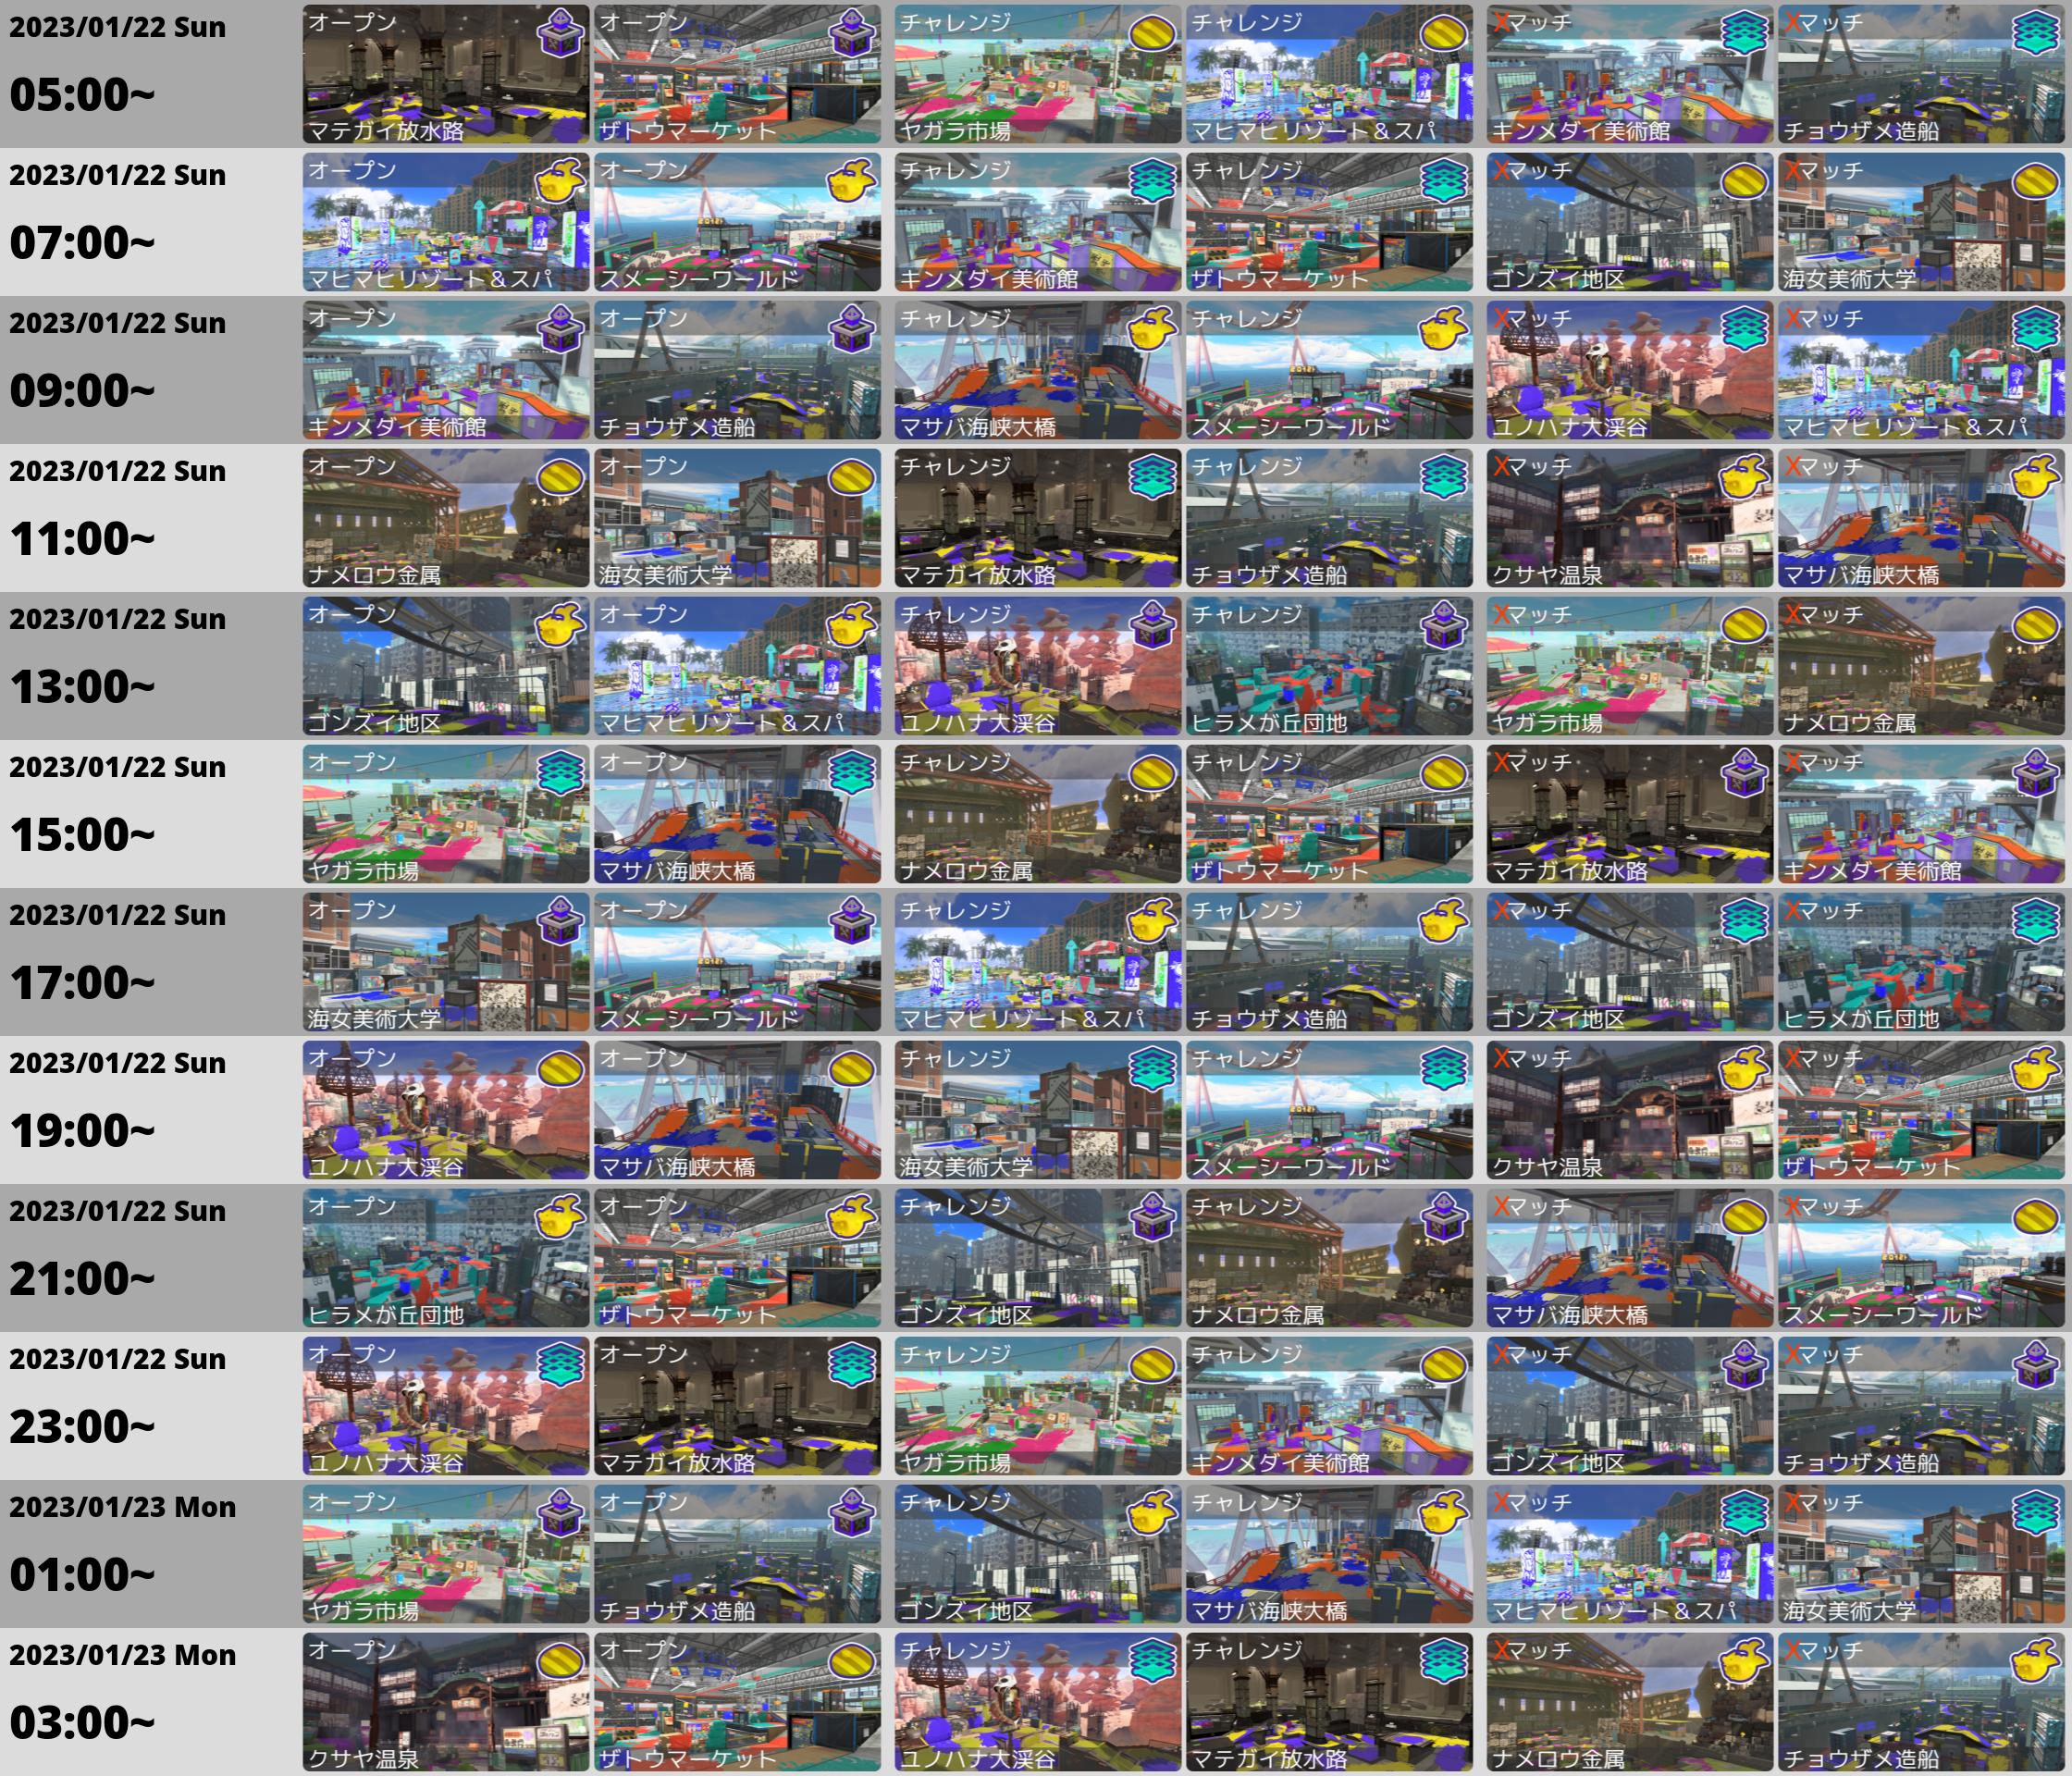 2023/01/22 Sun
05:00~
オープン オープン チャレンジ チャレンジ Xマッチ Xマッチ
マテガイ放水路 ザトウマーケット ヤガラ市場 マヒマヒリゾート＆スパ キンメダイ美術館 チョウザメ造船
2023/01/22 Sun
07:00~
オープン オープン チャレンジ チャレンジ Xマッチ Xマッチ
マヒマヒリゾート＆スパ スメーシーワールド キンメダイ美術館 ザトウマーケット ゴンズイ地区 海女美術大学
2023/01/22 Sun
09:00~
オープン オープン チャレンジ チャレンジ Xマッチ Xマッチ
キンメダイ美術館 チョウザメ造船 マサバ海峡大橋 スメーシーワールド ユノハナ大渓谷 マヒマヒリゾート＆スパ
2023/01/22 Sun
11:00~
オープン オープン チャレンジ チャレンジ Xマッチ Xマッチ
ナメロウ金属 海女美術大学 マテガイ放水路 チョウザメ造船 クサヤ温泉 マサバ海峡大橋
2023/01/22 Sun
13:00~
オープン オープン チャレンジ チャレンジ Xマッチ Xマッチ
ゴンズイ地区 マヒマヒリゾート＆スパ ユノハナ大渓谷 ヒラメが丘団地 ヤガラ市場 ナメロウ金属
2023/01/22 Sun
15:00~
オープン オープン チャレンジ チャレンジ Xマッチ Xマッチ
ヤガラ市場 マサバ海峡大橋 ナメロウ金属 ザトウマーケット マテガイ放水路 キンメダイ美術館
2023/01/22 Sun
17:00~
オープン オープン チャレンジ チャレンジ Xマッチ Xマッチ
海女美術大学 スメーシーワールド マヒマヒリゾート＆スパ チョウザメ造船 ゴンズイ地区 ヒラメが丘団地
2023/01/22 Sun
19:00~
オープン オープン チャレンジ チャレンジ Xマッチ Xマッチ
ユノハナ大渓谷 マサバ海峡大橋 海女美術大学 スメーシーワールド クサヤ温泉 ザトウマーケット
2023/01/22 Sun
21:00~
オープン オープン チャレンジ チャレンジ Xマッチ Xマッチ
ヒラメが丘団地 ザトウマーケット ゴンズイ地区 ナメロウ金属 マサバ海峡大橋 スメーシーワールド
2023/01/22 Sun
23:00~
オープン オープン チャレンジ チャレンジ Xマッチ Xマッチ
ユノハナ大渓谷 マテガイ放水路 ヤガラ市場 キンメダイ美術館 ゴンズイ地区 チョウザメ造船
2023/01/23 Mon
01:00~
オープン オープン チャレンジ チャレンジ Xマッチ Xマッチ
ヤガラ市場 チョウザメ造船 ゴンズイ地区 マサバ海峡大橋 マヒマヒリゾート＆スパ 海女美術大学
2023/01/23 Mon
03:00~
オープン オープン チャレンジ チャレンジ Xマッチ Xマッチ
クサヤ温泉 ザトウマーケット ユノハナ大渓谷 マテガイ放水路 ナメロウ金属 チョウザメ造船